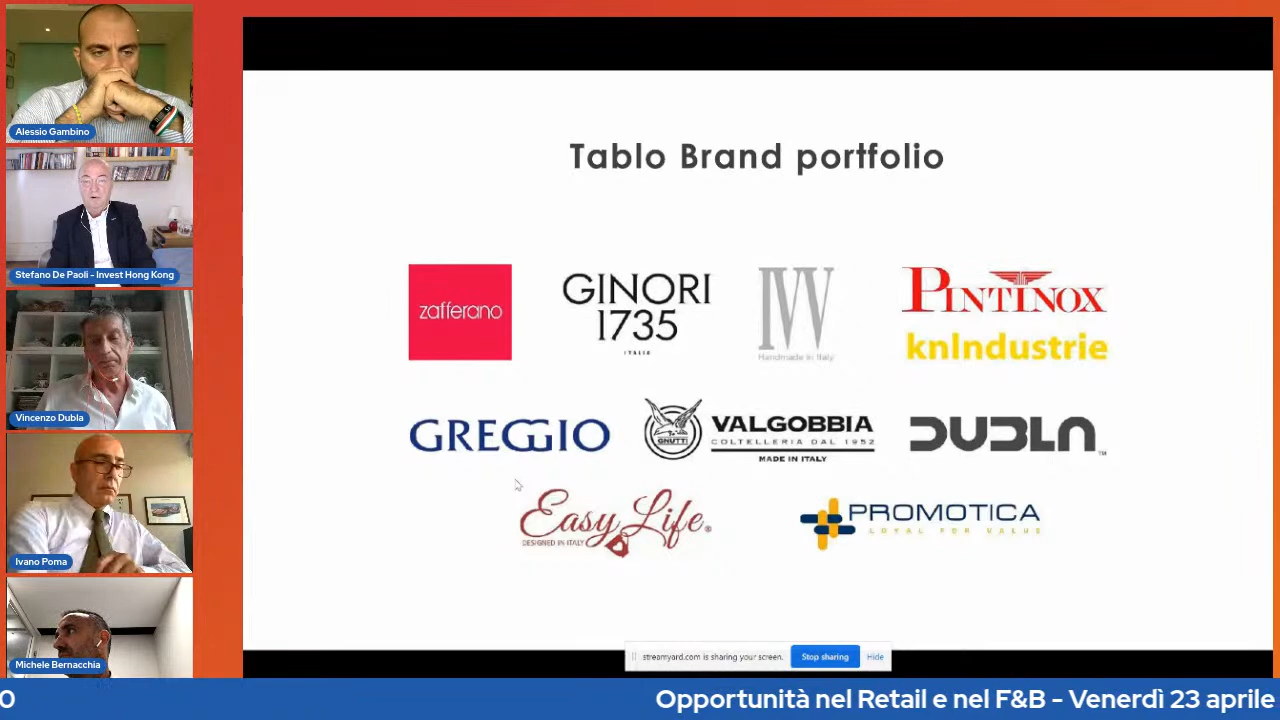 Alessio Gambino
Stefano De Paoli - Invest Hong Kong
Vincenzo Dubla
Ivano Poma
Michele Bernacchia
Tablo Brand portfolio
zafferano
GINORI
1735
ITALIA
IVV
Handmade in Italy
PINTINOX
knIndustrie
GREGGIO
GNUTTI
VALGOBBIA
COLTELLERIA DAL 1952
MADE IN ITALY
DUBLA™
Easy Life®
DESIGNED IN ITALY
PROMOTICA
LOYAL FOR VALUE
streamyard.com is sharing your screen.
Stop sharing
Hide
0
Opportunità nel Retail e nel F&B - Venerdì 23 aprile